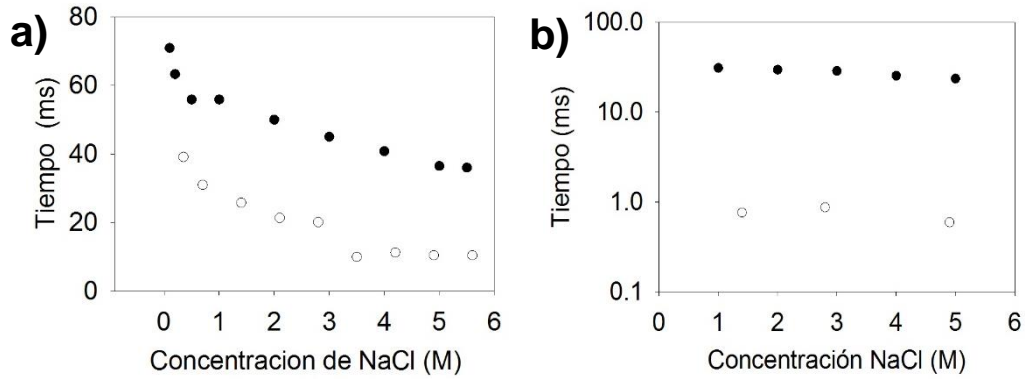 a)
80
60
40
20
0
Tiempo (ms)
0 1 2 3 4 5 6
Concentracion de NaCl (M)
b)
100.0
10.0
1.0
0.1
Tiempo (ms)
0 1 2 3 4 5 6
Concentración NaCl (M)